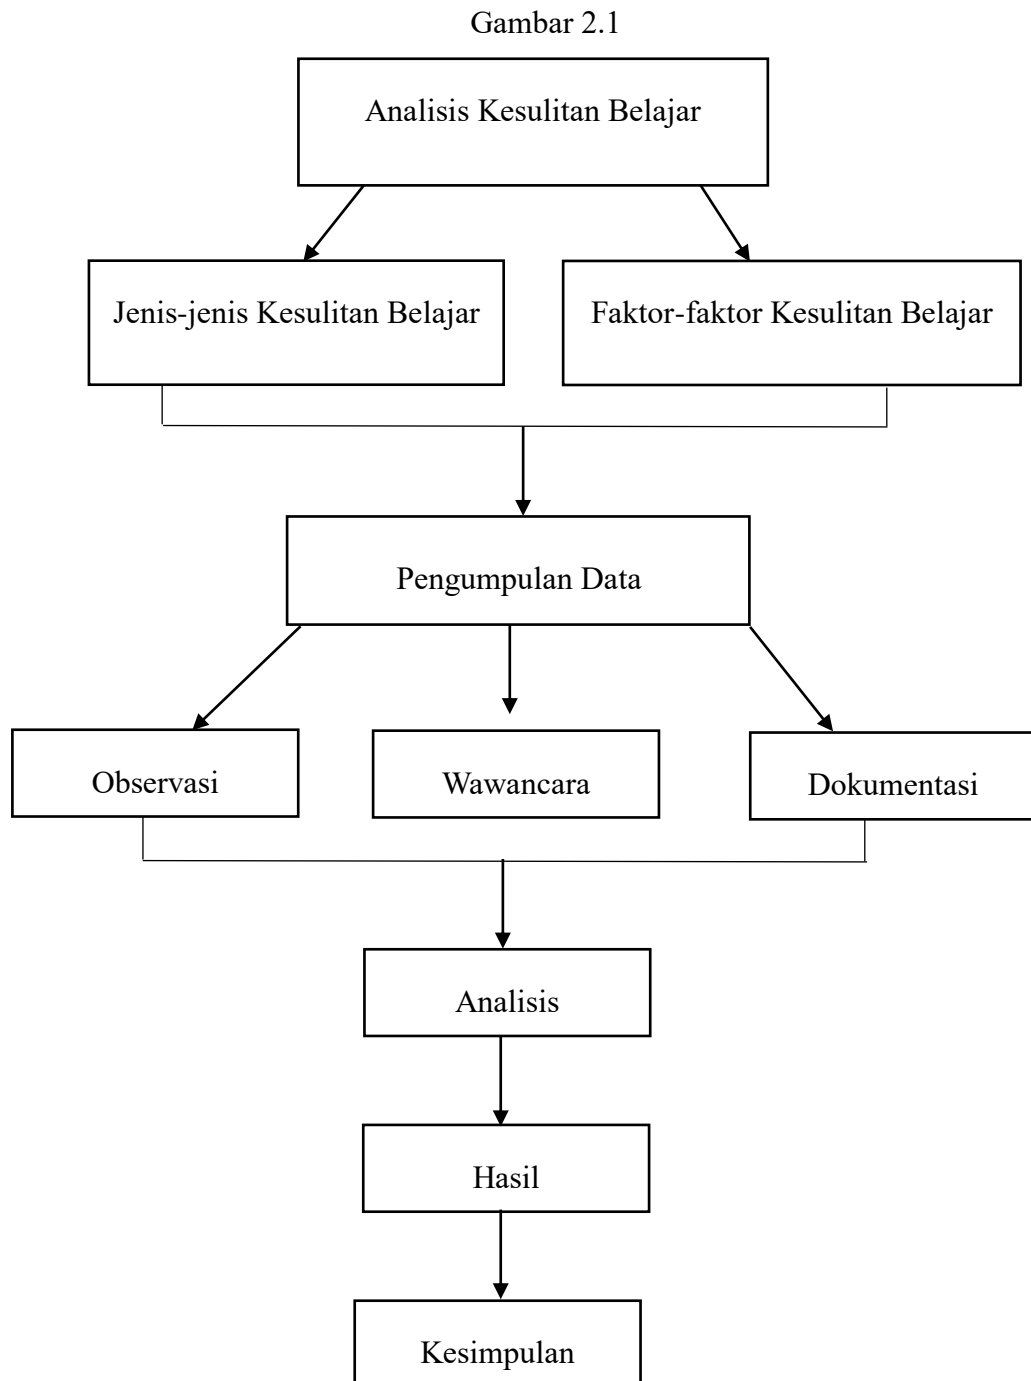 Gambar 2.1
Analisis Kesulitan Belajar
Jenis-jenis Kesulitan Belajar
Faktor-faktor Kesulitan Belajar
Pengumpulan Data
Observasi
Wawancara
Dokumentasi
Analisis
Hasil
Kesimpulan